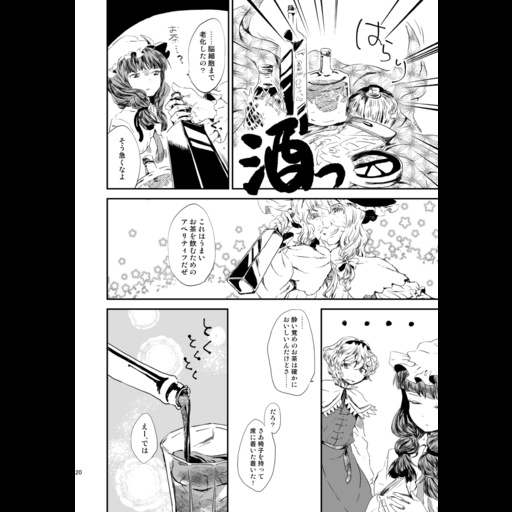 はらり
酒っ
お茶…?
……脳細胞まで
老化したの?
そう急くなよ
これはうまい
お茶を飲むための
アペリティフだぜ
‥‥
……
酔い覚めのお茶は確かに
おいしいんだけどさ……
だろ?
さあ椅子を持って
席に着いた着いた!
とくとくとく
えー、では
20